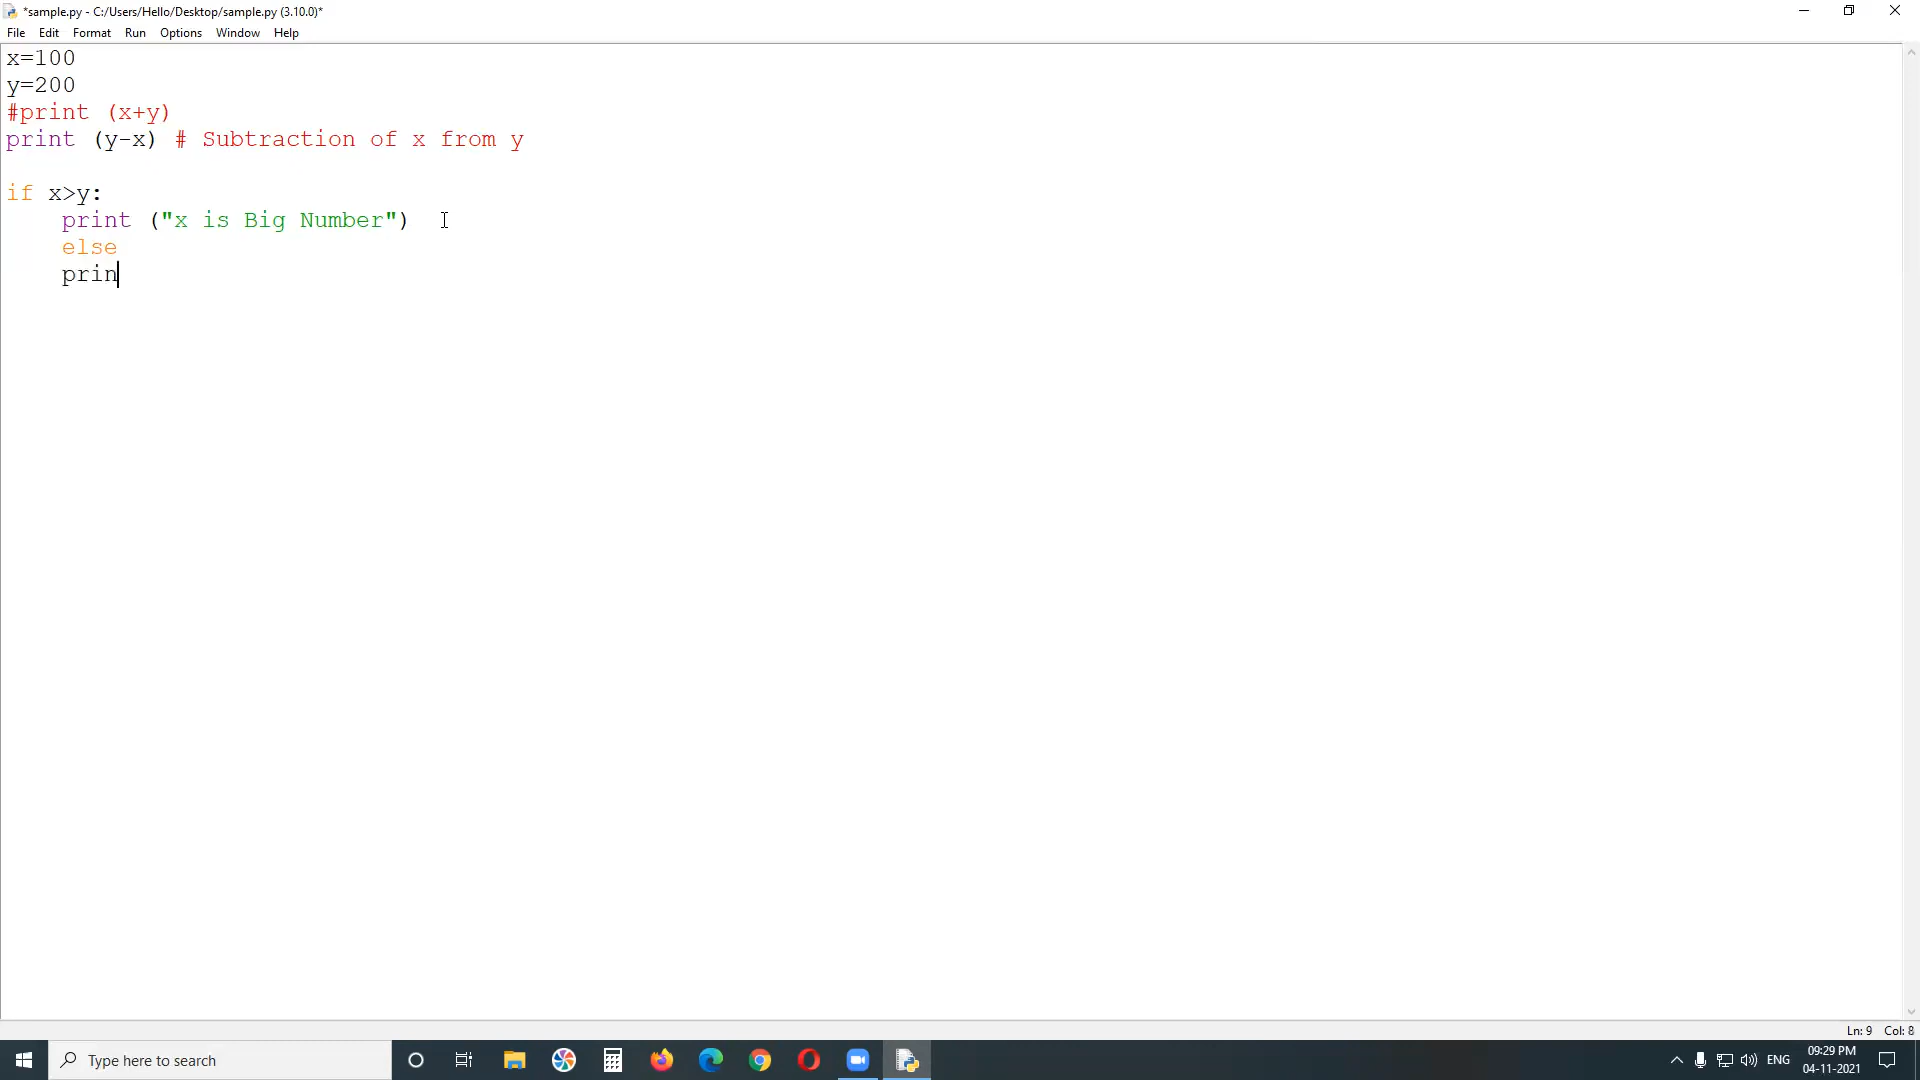 *sample.py - C:/Users/Hello/Desktop/sample.py (3.10.0)*
File Edit Format Run Options Window Help
x=100
y=200
#print (x+y)
print (y-x) # Subtraction of x from y
if x>y:
    print ("x is Big Number")
    else
    prin
Ln: 9 Col: 8
Type here to search
ENG
09:29 PM
04-11-2021